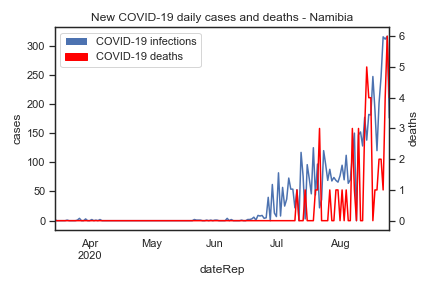 New COVID-19 daily cases and deaths - Namibia
COVID-19 infections
COVID-19 deaths
300
250
200
150
100
50
0
cases
6
5
4
3
2
1
0
deaths
Apr May Jun Jul Aug
2020
dateRep